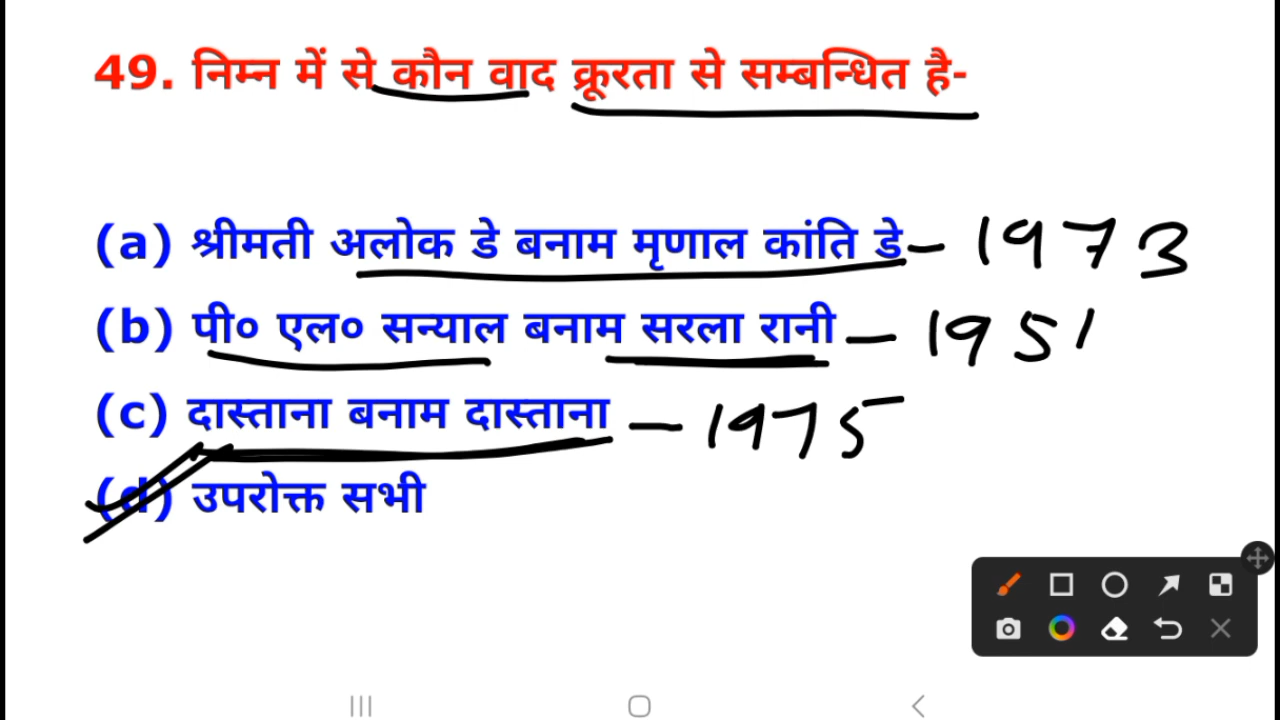 49. निम्न में से कौन वाद क्रूरता से सम्बन्धित है-
(a) श्रीमती अलोक डे बनाम मृणाल कांति डे – 1973
(b) पी० एल० सन्याल बनाम सरला रानी – 1951
(c) दास्ताना बनाम दास्ताना – 1975
(d) उपरोक्त सभी